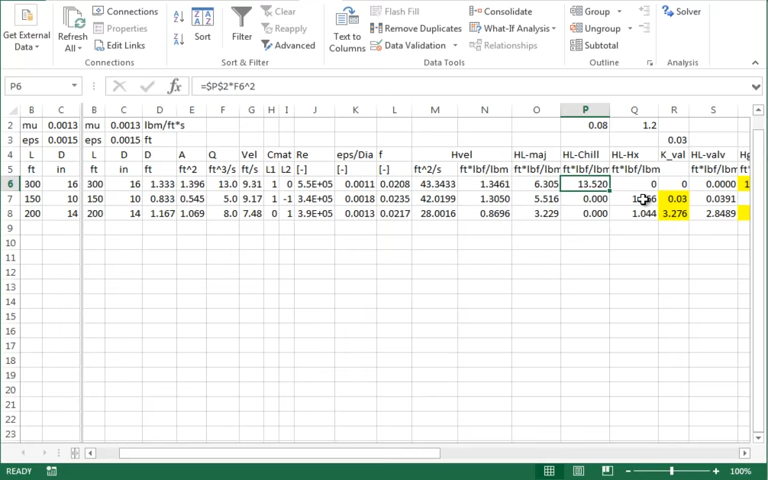 Connections Clear Flash Fill Consolidate Group Solver
Get External Data Refresh All Properties Sort Filter Reapply Text to Columns Remove Duplicates What-If Analysis Ungroup
Edit Links Advanced Data Validation Relationships Subtotal
Connections Sort & Filter Data Tools Outline Analysis
P6 fx =$P$2*F6^2
B C B C D E F G H I J K L M N O P Q R S
2 mu 0.0013 mu 0.0013 lbm/ft*s 0.08 1.2
3 eps 0.0015 eps 0.0015 ft 0.03
4 L D L D D A Q Vel Cmat Re eps/Dia f Hvel HL-maj HL-Chill HL-Hx K_val HL-valv
5 ft in ft in ft ft^2 ft^3/s ft/s L1 L2 [-] [-] [-] ft^2/s ft*lbf/lbm ft*lbf/lbm ft*lbf/lbm ft*lbf/lbm ft*lbf/lbm
6 300 16 300 16 1.333 1.396 13.0 9.31 1 0 5.5E+05 0.0011 0.0208 43.3433 1.3461 6.305 13.520 0 0 0.0000
7 150 10 150 10 0.833 0.545 5.0 9.17 1 -1 3.4E+05 0.0018 0.0235 42.0199 1.3050 5.516 0.000 0.03 0.0391
8 200 14 200 14 1.167 1.069 8.0 7.48 0 1 3.9E+05 0.0013 0.0217 28.0016 0.8696 3.229 0.000 1.044 3.276 2.8489
9
10
11
12
13
14
15
16
17
18
19
20
21
22
23
READY 100%